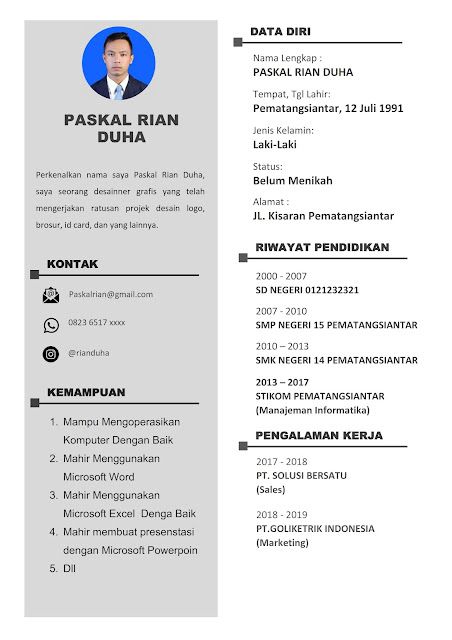 PASKAL RIAN
DUHA
Perkenalkan nama saya Paskal Rian Duha,
saya seorang desainner grafis yang telah
mengerjakan ratusan projek desain logo,
brosur, id card, dan yang lainnya.
KONTAK
Paskalrian@gmail.com
0823 6517 xxxx
@rianduha
KEMAMPUAN
1. Mampu Mengoperasikan
Komputer Dengan Baik
2. Mahir Menggunakan
Microsoft Word
3. Mahir Menggunakan
Microsoft Excel Denga Baik
4. Mahir membuat presenstasi
dengan Microsoft Powerpoin
5. Dll
DATA DIRI
Nama Lengkap :
PASKAL RIAN DUHA
Tempat, Tgl Lahir:
Pematangsiantar, 12 Juli 1991
Jenis Kelamin:
Laki-Laki
Status:
Belum Menikah
Alamat :
JL. Kisaran Pematangsiantar
RIWAYAT PENDIDIKAN
2000 - 2007
SD NEGERI 0121232321
2007 - 2010
SMP NEGERI 15 PEMATANGSIANTAR
2010 – 2013
SMK NEGERI 14 PEMATANGSIANTAR
2013 – 2017
STIKOM PEMATANGSIANTAR
(Manajeman Informatika)
PENGALAMAN KERJA
2017 - 2018
PT. SOLUSI BERSATU
(Sales)
2018 - 2019
PT.GOLIKETRIK INDONESIA
(Marketing)